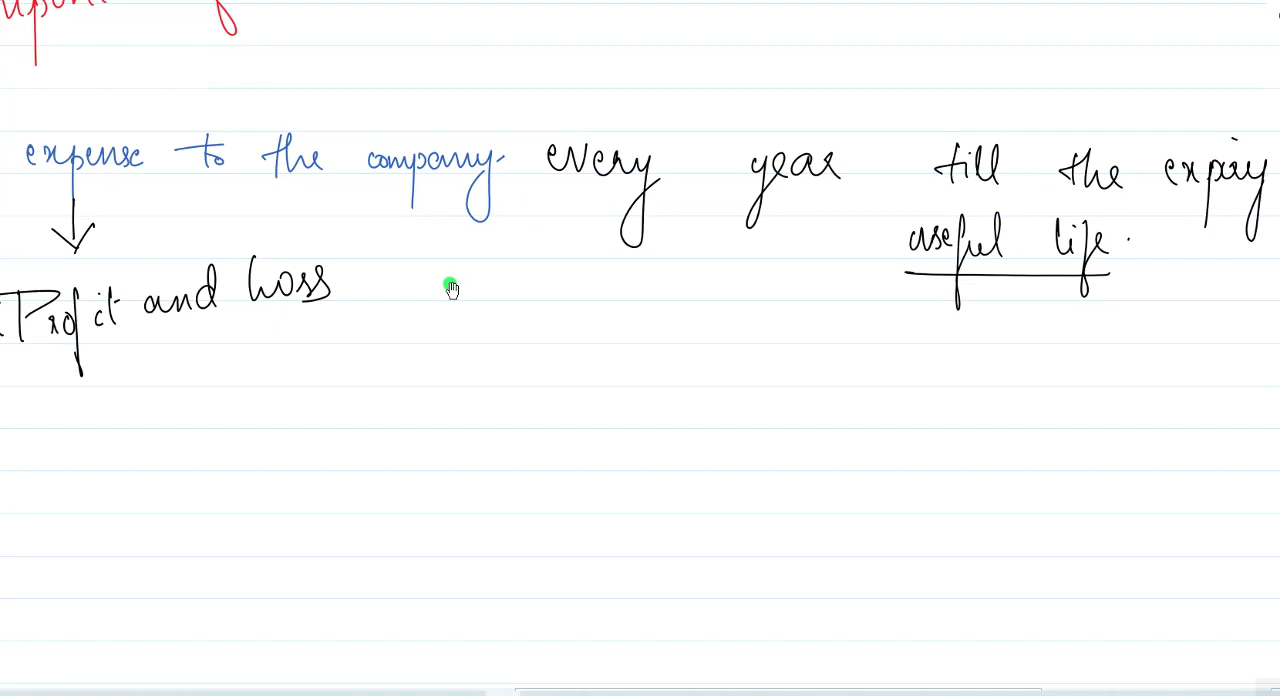 expense to the company. every year till the expiry
useful life.
Profit and Loss